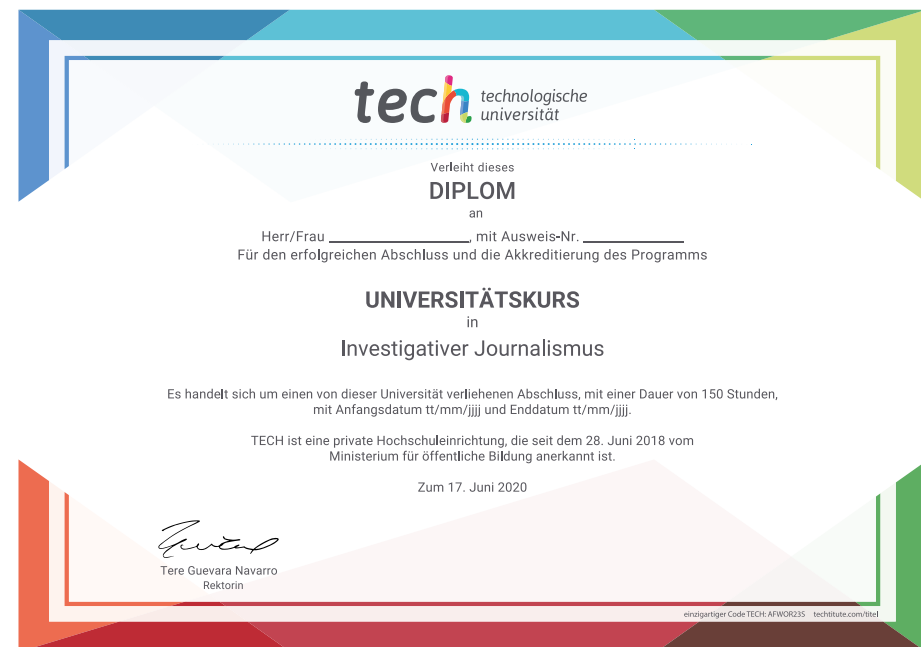 tech technologische
universität
Verleiht dieses
DIPLOM
an
Herr/Frau ____________________, mit Ausweis-Nr. ______________
Für den erfolgreichen Abschluss und die Akkreditierung des Programms
UNIVERSITÄTSKURS
in
Investigativer Journalismus
Es handelt sich um einen von dieser Universität verliehenen Abschluss, mit einer Dauer von 150 Stunden,
mit Anfangsdatum tt/mm/jjjj und Enddatum tt/mm/jjjj.
TECH ist eine private Hochschuleinrichtung, die seit dem 28. Juni 2018 vom
Ministerium für öffentliche Bildung anerkannt ist.
Zum 17. Juni 2020
Tere Guevara Navarro
Rektorin
einzigartiger Code TECH: AFWOR23S techtitute.com/titel